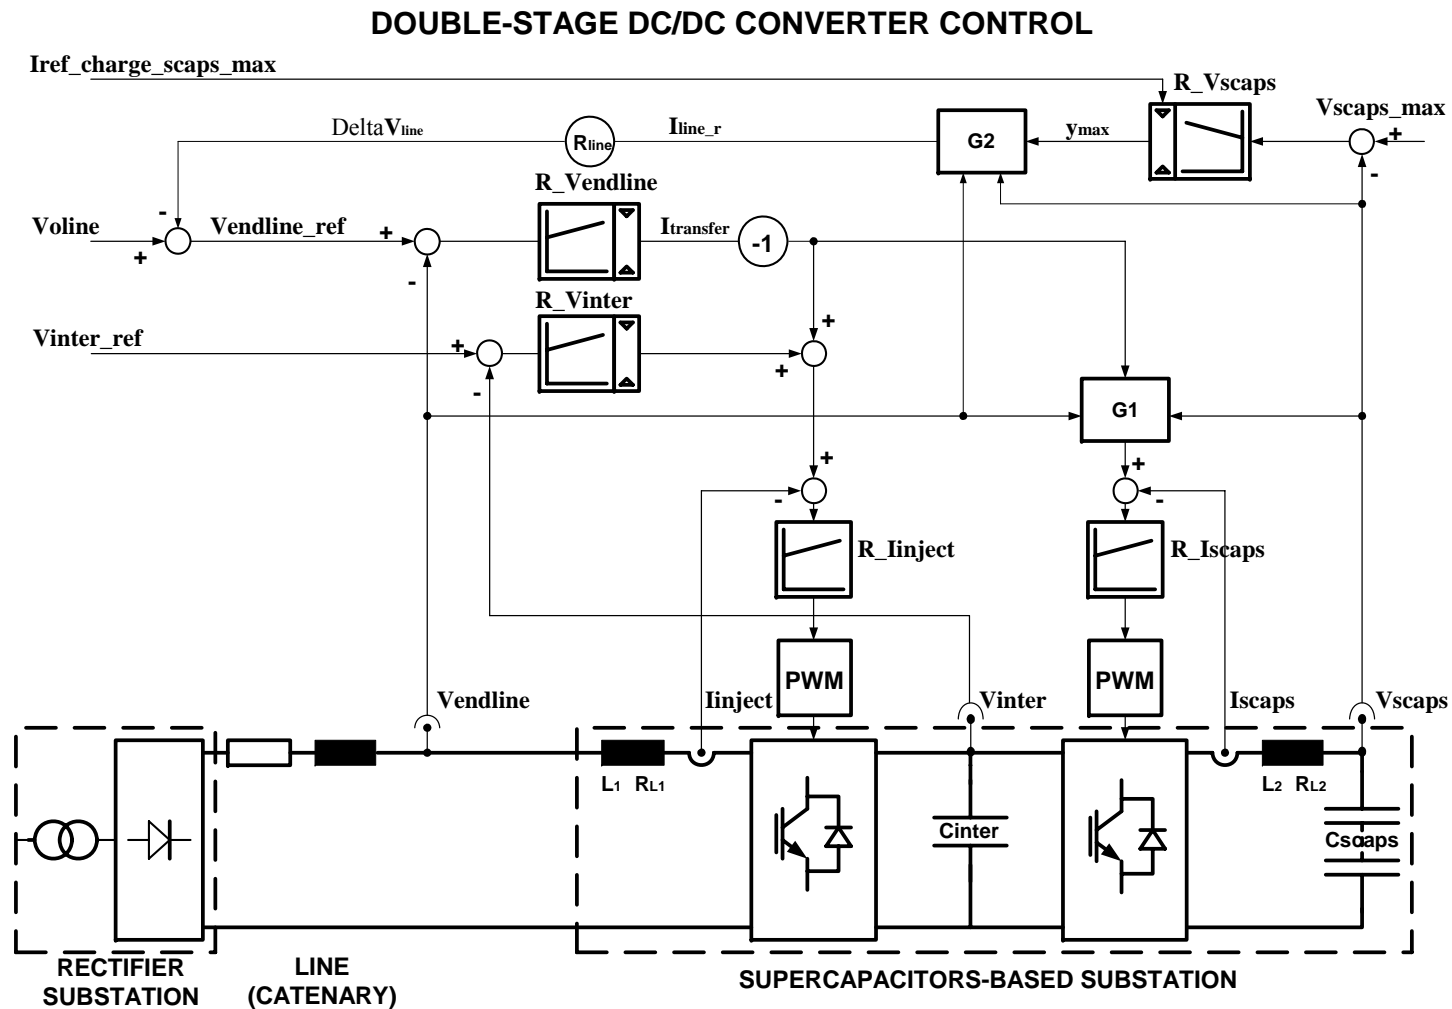 DOUBLE-STAGE DC/DC CONVERTER CONTROL
Iref_charge_scaps_max
R_Vscaps
Vscaps_max
DeltaVline
Rline
Iline_r
G2
ymax
+
-
R_Vendline
-
Voline
+
Vendline_ref
+
-
Itransfer
-1
R_Vinter
Vinter_ref
+
-
+
+
G1
+
-
+
-
R_Iinject
R_Iscaps
PWM
PWM
Vendline
Iinject
Vinter
Iscaps
Vscaps
L1 RL1
L2 RL2
Cinter
Cscaps
RECTIFIER
SUBSTATION
LINE
(CATENARY)
SUPERCAPACITORS-BASED SUBSTATION